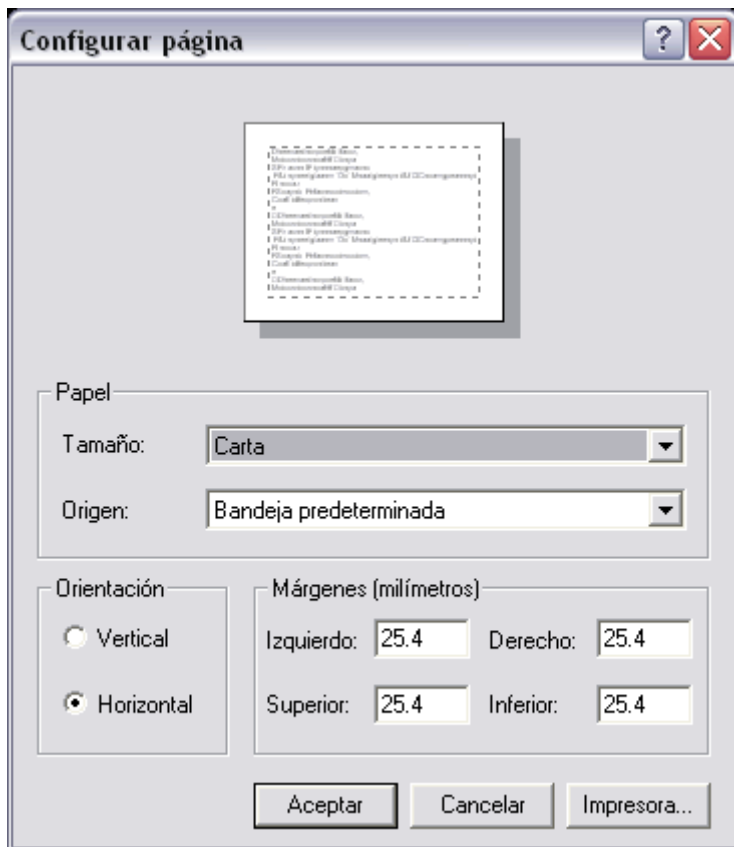 Configurar página
Papel
Tamaño: Carta
Origen: Bandeja predeterminada
Orientación
Vertical
Horizontal
Márgenes (milímetros)
Izquierdo: 25.4 Derecho: 25.4
Superior: 25.4 Inferior: 25.4
Aceptar Cancelar Impresora...